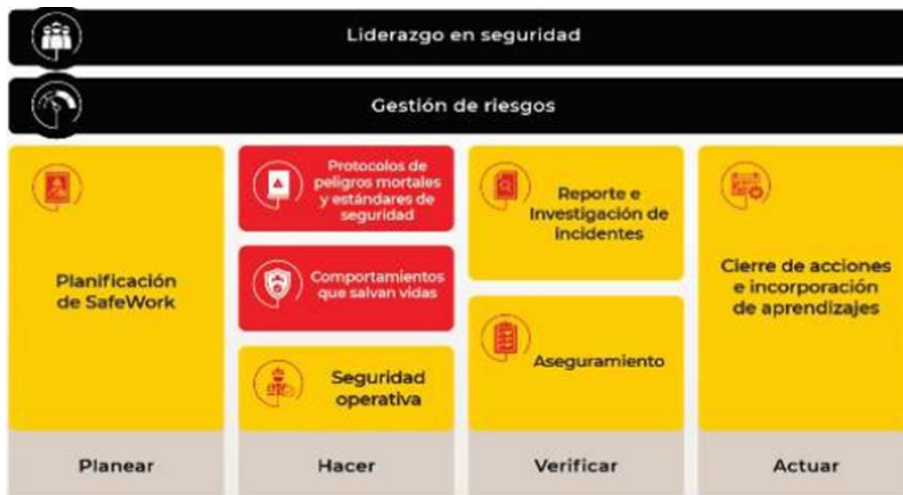 Liderazgo en seguridad
Gestión de riesgos
Planificación
de SafeWork
Protocolos de
peligros mortales
y estándares de
seguridad
Comportamientos
que salvan vidas
Seguridad
operativa
Reporte e
Investigación de
incidentes
Aseguramiento
Cierre de acciones
e incorporación
de aprendizajes
Planear
Hacer
Verificar
Actuar